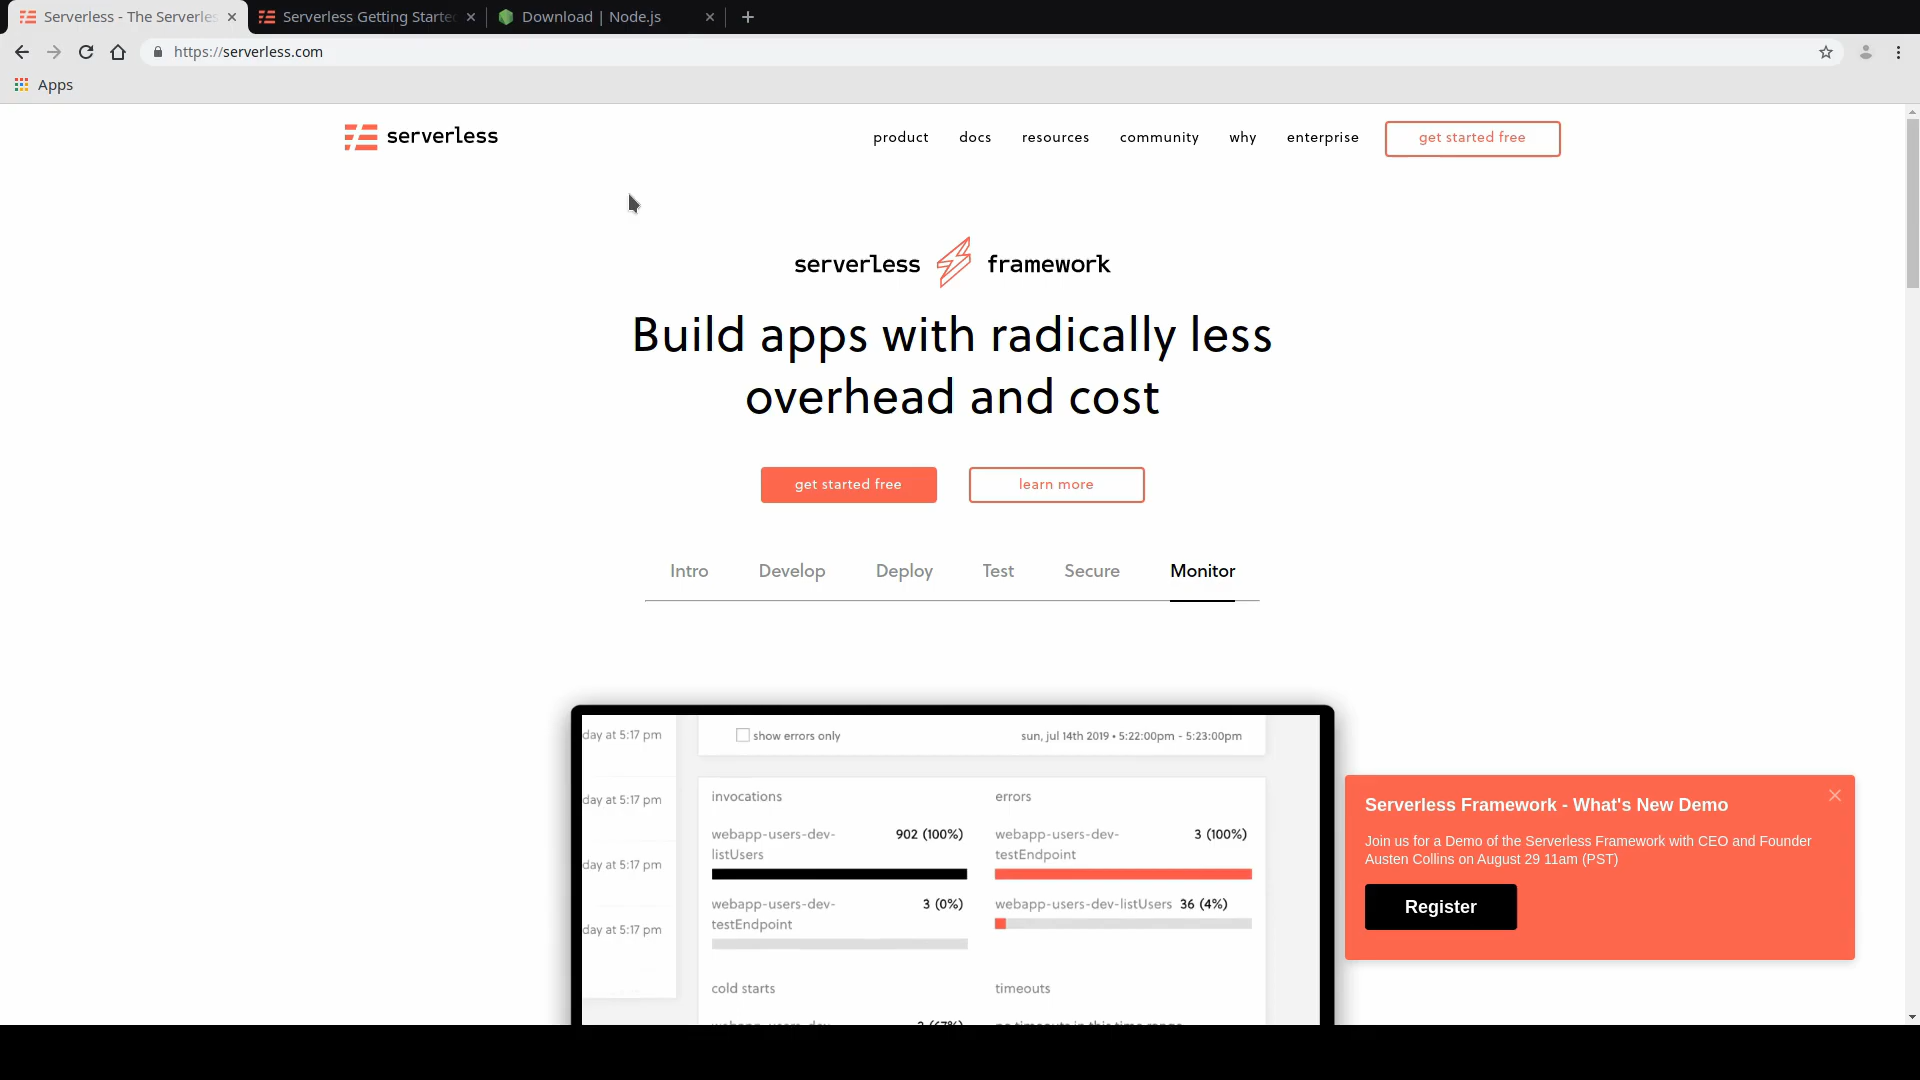 Serverless - The Serverles
Serverless Getting Starte
Download | Node.js
https://serverless.com
Apps
serverless
product docs resources community why enterprise get started free
serverless framework
Build apps with radically less
overhead and cost
get started free learn more
Intro Develop Deploy Test Secure Monitor
day at 5:17 pm
day at 5:17 pm
day at 5:17 pm
day at 5:17 pm
show errors only sun, jul 14th 2019 • 5:22:00pm - 5:23:00pm
invocations
webapp-users-dev- 902 (100%)
listUsers
webapp-users-dev- 3 (0%)
testEndpoint
errors
webapp-users-dev- 3 (100%)
testEndpoint
webapp-users-dev-listUsers 36 (4%)
cold starts
timeouts
Serverless Framework - What's New Demo
Join us for a Demo of the Serverless Framework with CEO and Founder
Austen Collins on August 29 11am (PST)
Register